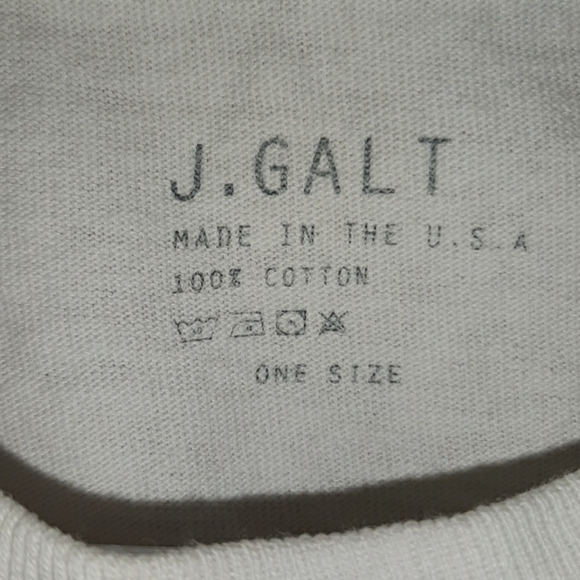 J.GALT
MADE IN THE U.S.A
100% COTTON
ONE SIZE